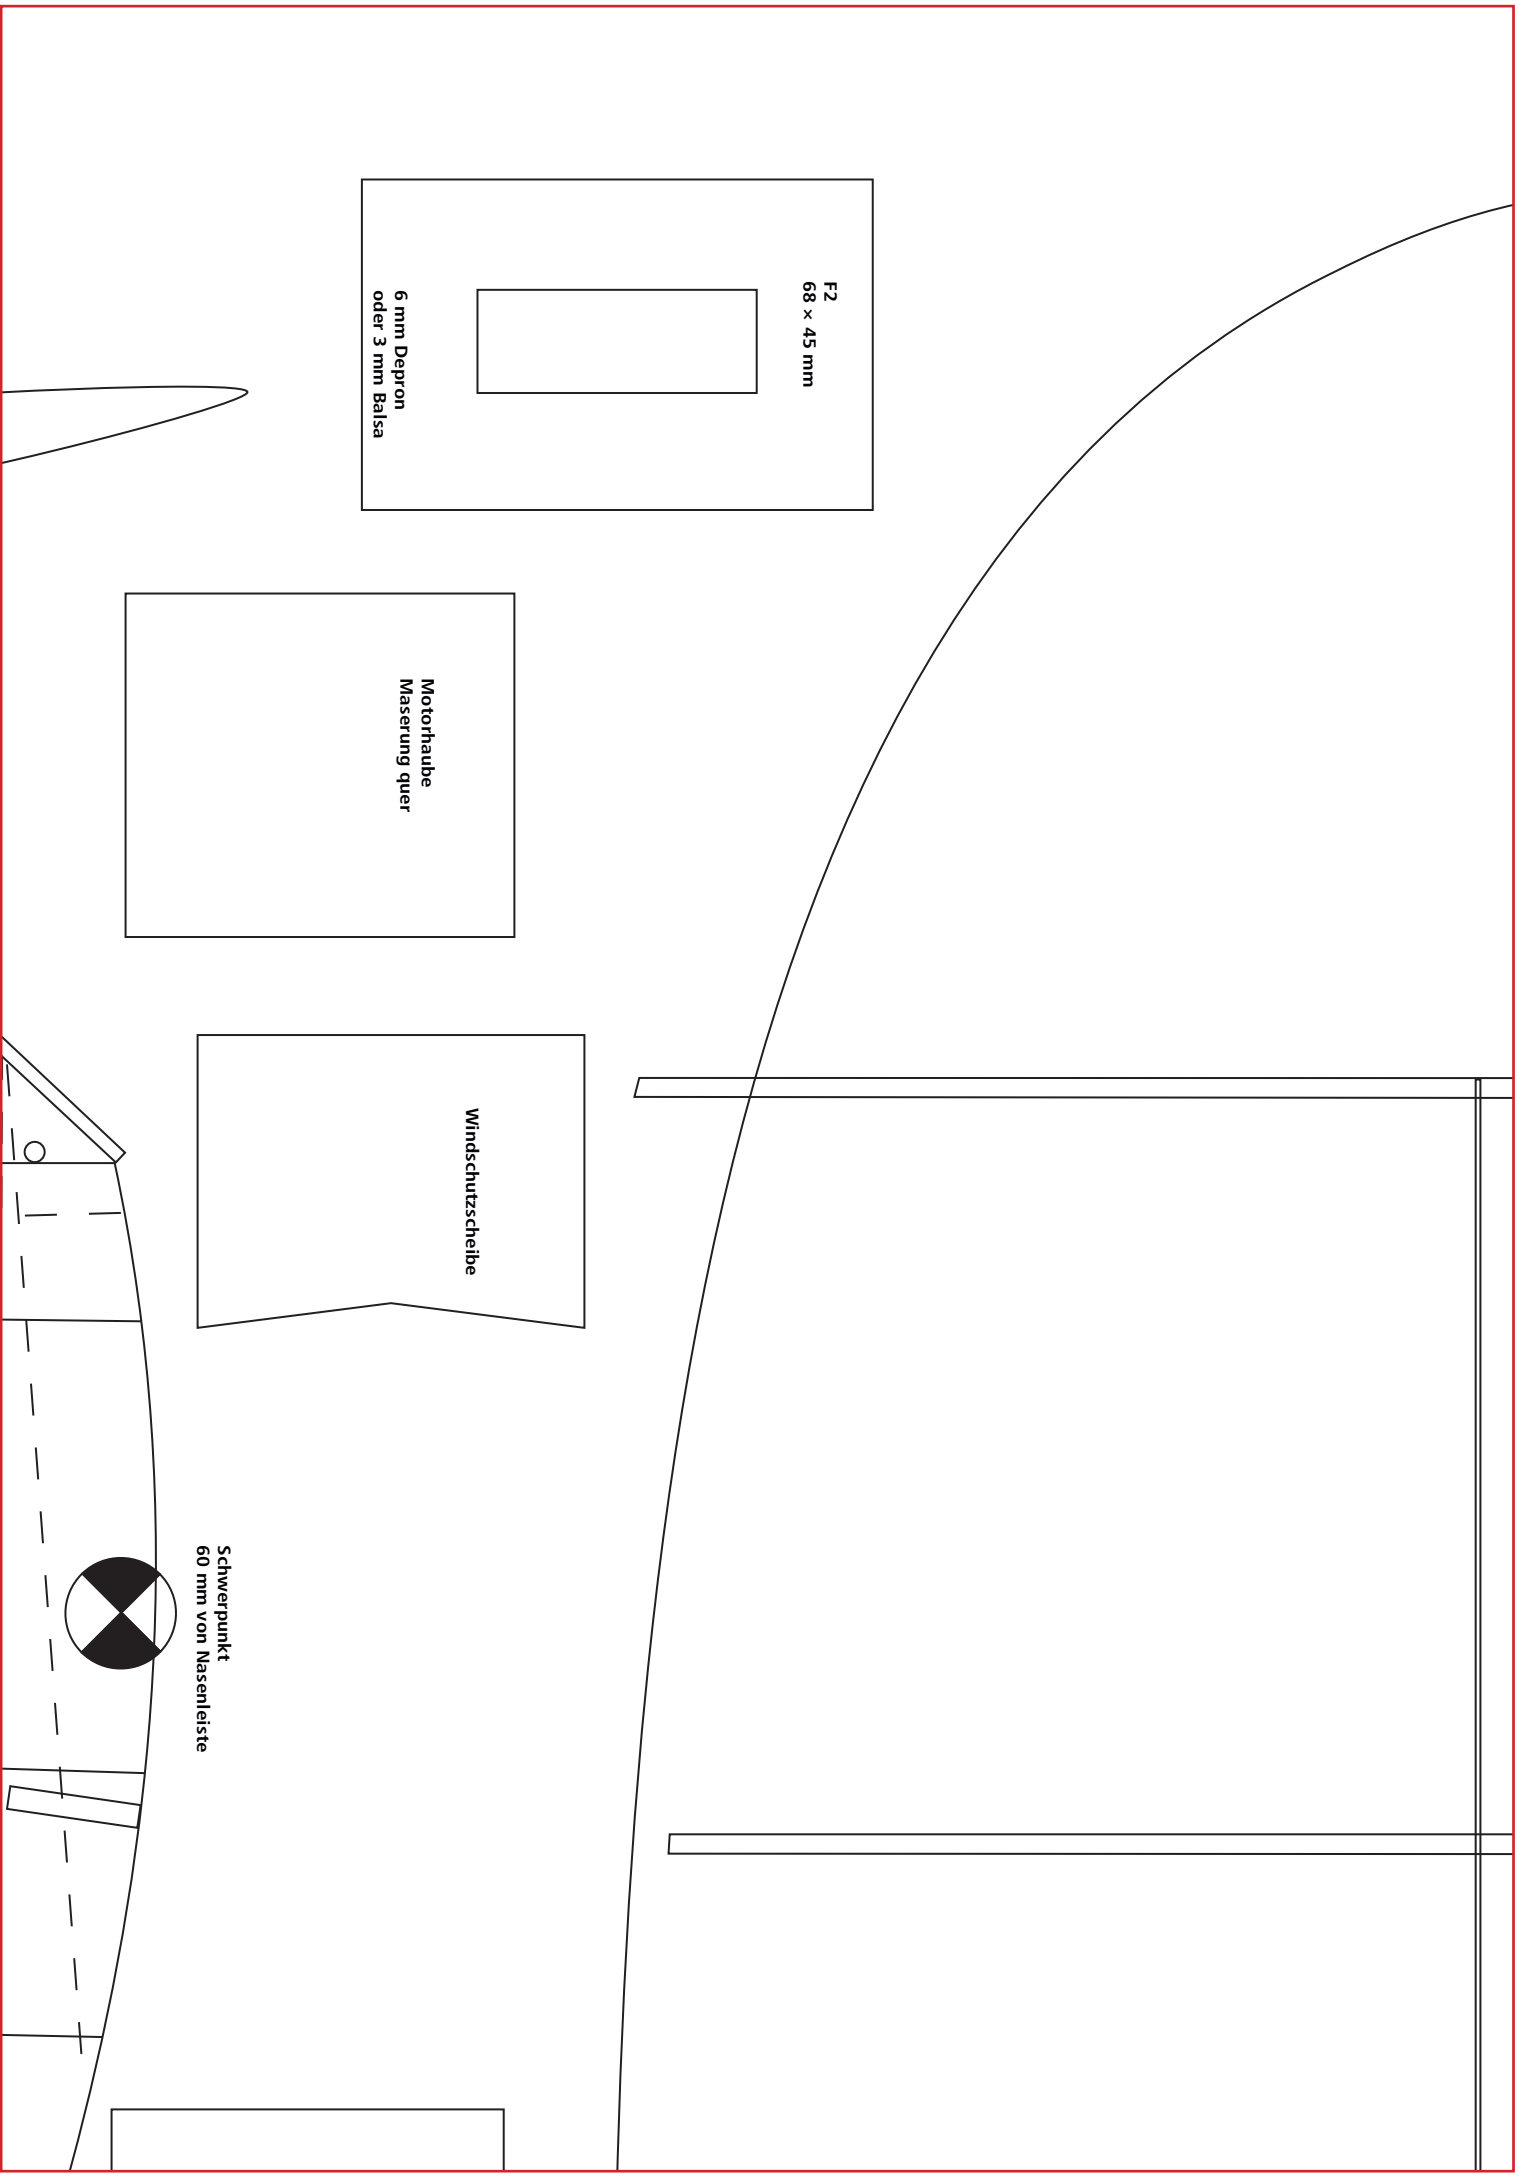 F2
68 × 45 mm
6 mm Depron
oder 3 mm Balsa
Motorhaube
Maserung quer
Windschutzscheibe
Schwerpunkt
60 mm von Nasenleiste